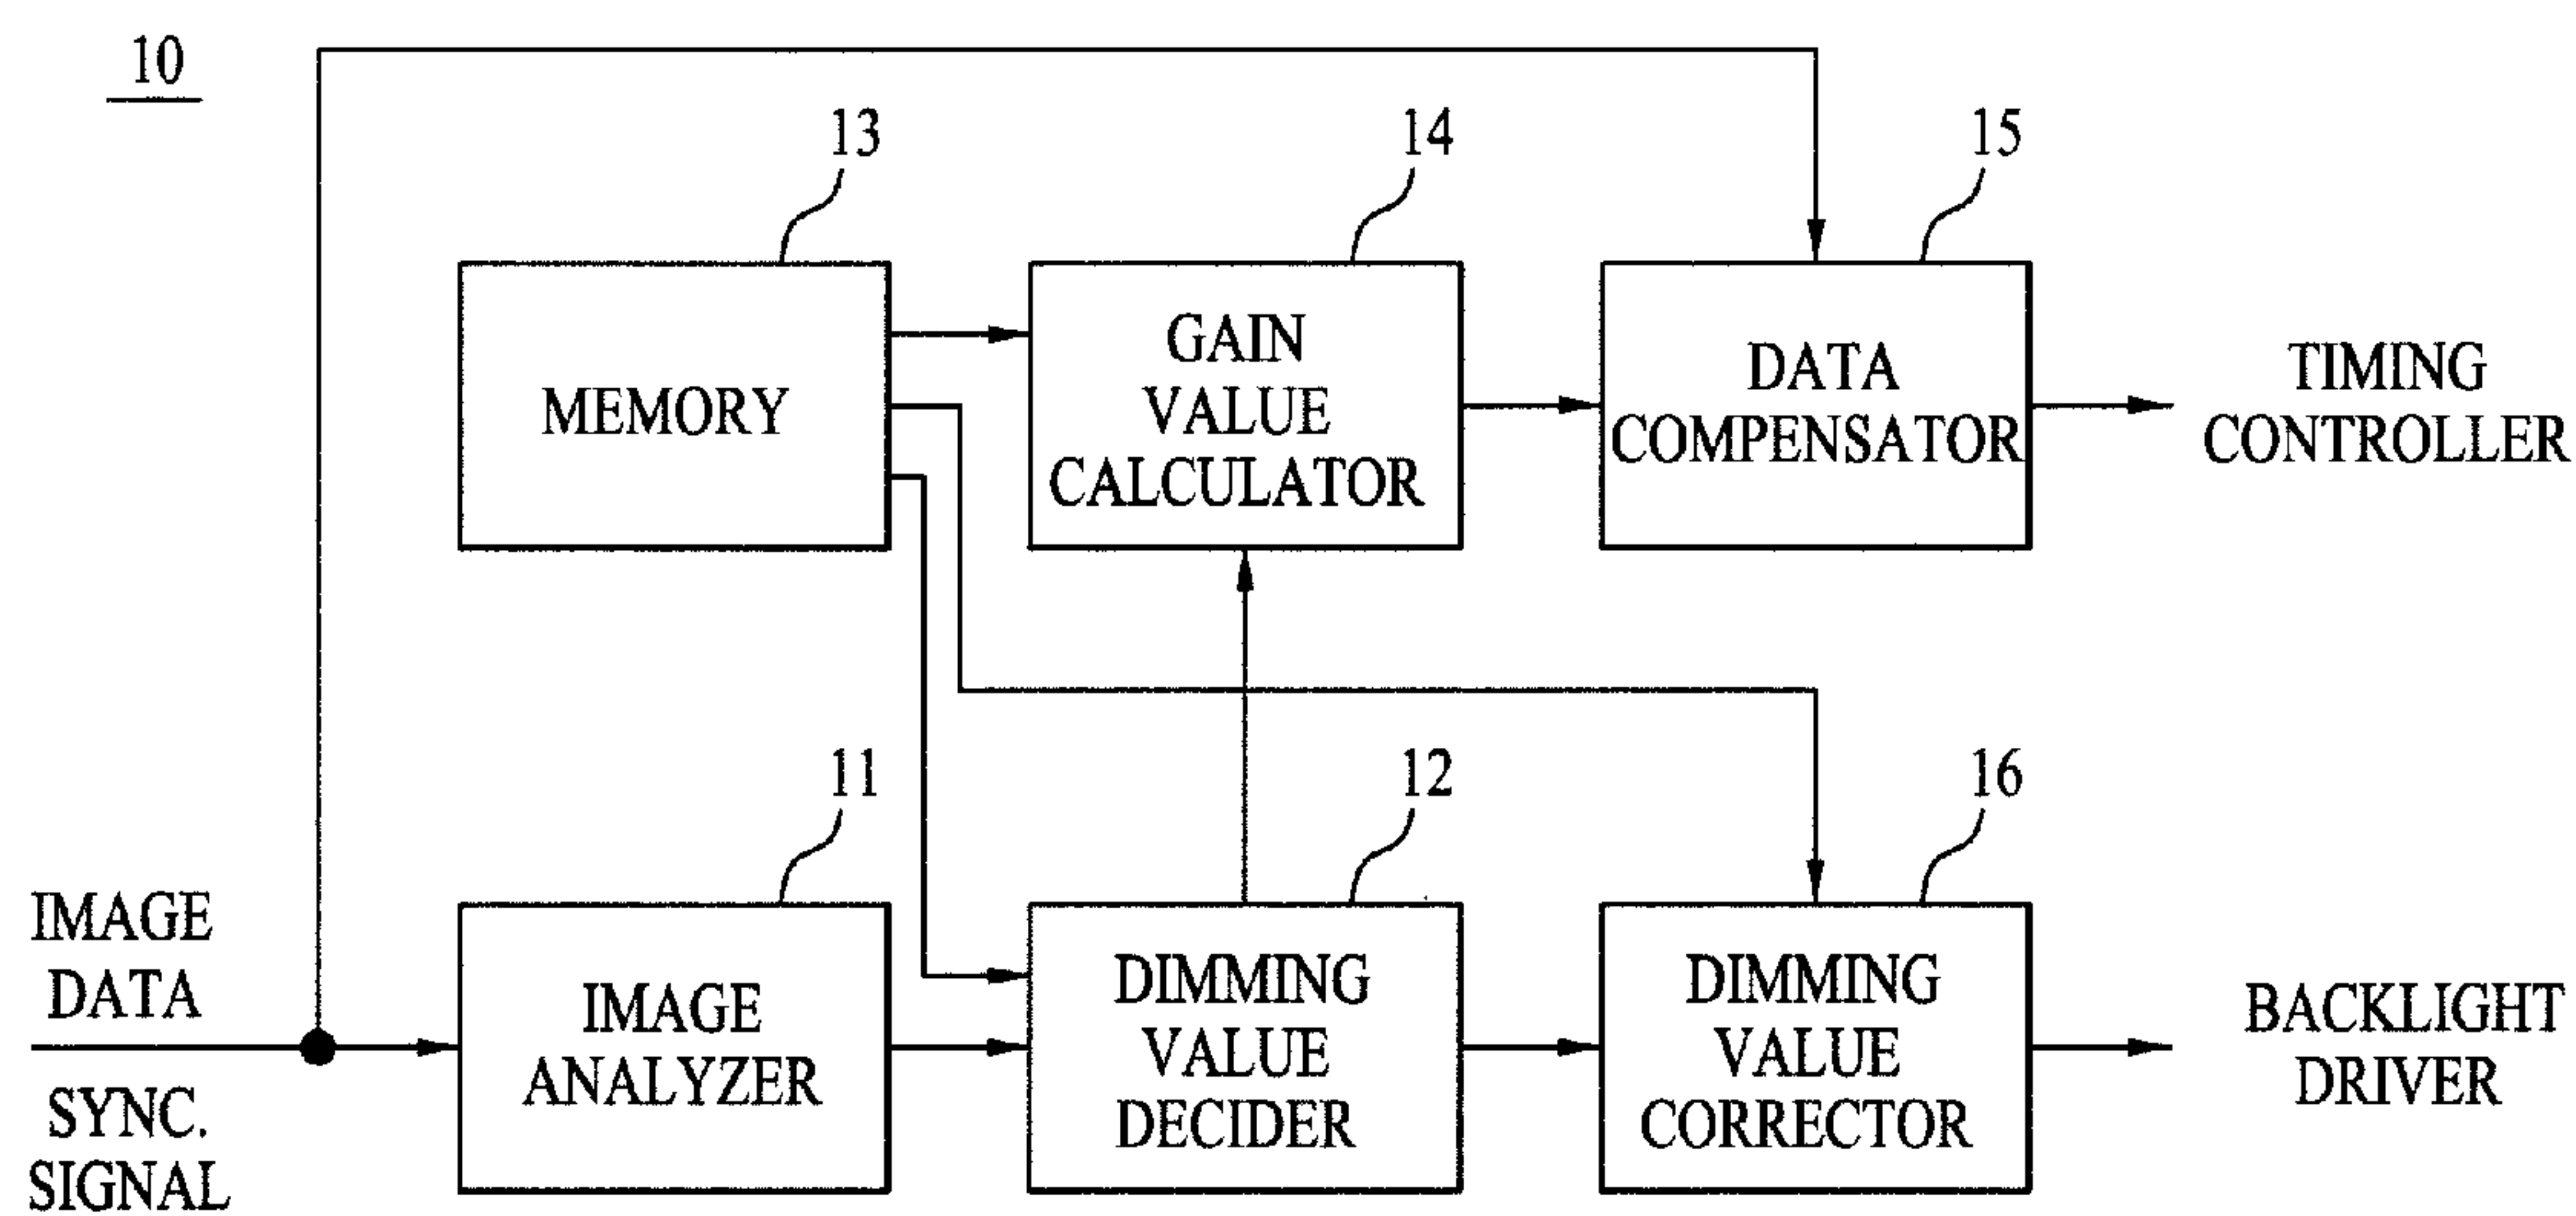 10
13
14
15
MEMORY
GAIN
VALUE
CALCULATOR
DATA
COMPENSATOR
TIMING
CONTROLLER
11
12
16
IMAGE
DATA
SYNC.
SIGNAL
IMAGE
ANALYZER
DIMMING
VALUE
DECIDER
DIMMING
VALUE
CORRECTOR
BACKLIGHT
DRIVER